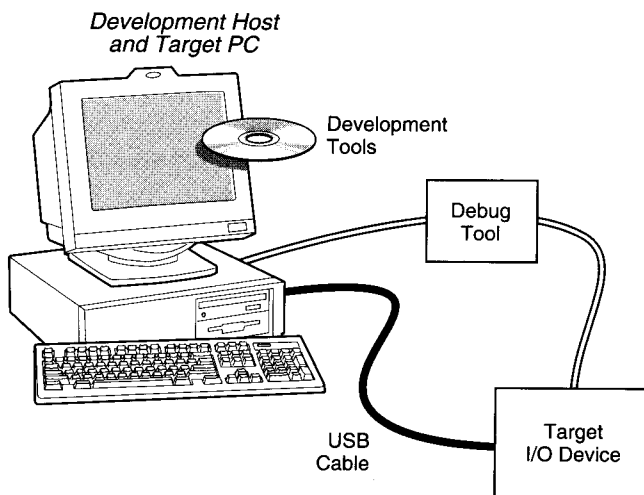 Development Host
and Target PC
Development
Tools
Debug
Tool
USB
Cable
Target
I/O Device